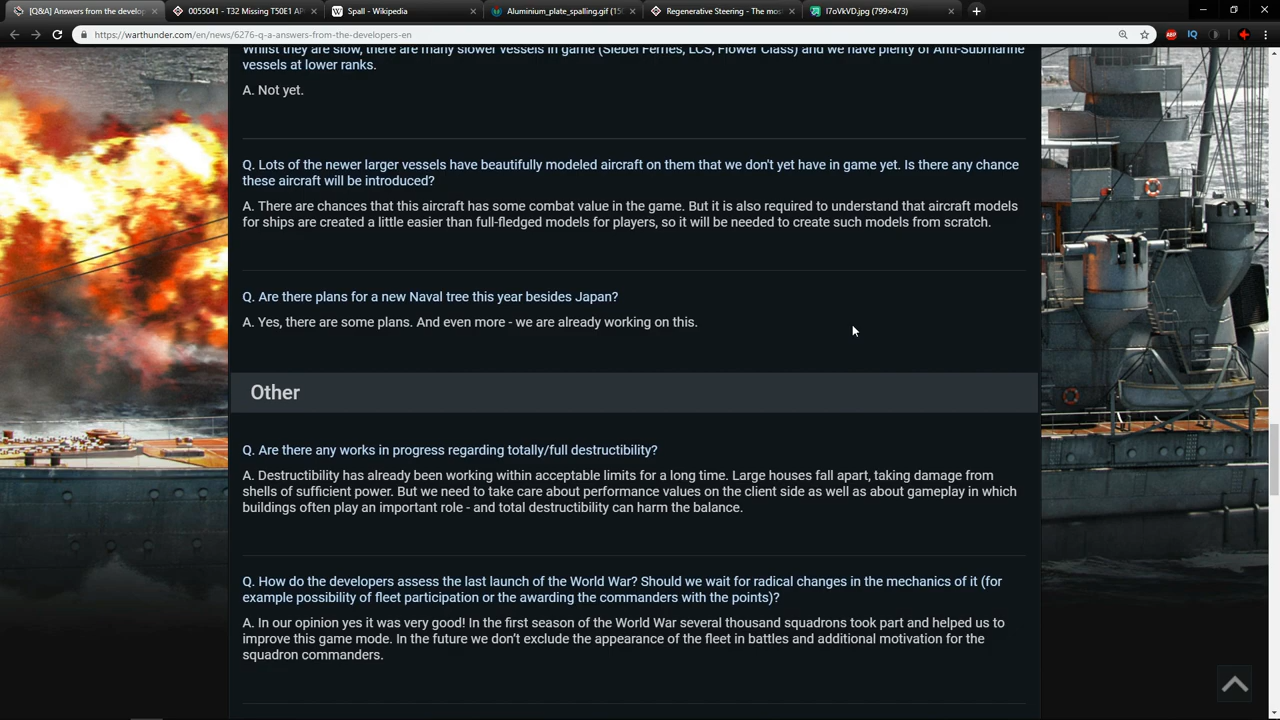 [Q&A] Answers from the develop
0055041 - T32 Missing T50E1 AP
Spall - Wikipedia
Aluminium_plate_spalling.gif (15
Regenerative Steering - The mos
l7oVkVD.jpg (799×473)
https://warthunder.com/en/news/6276-q-a-answers-from-the-developers-en
Whilst they are slow, there are many slower vessels in game (Siebel Ferries, LCS, Flower Class) and we have plenty of Anti-Submarine
vessels at lower ranks.
A. Not yet.
Q. Lots of the newer larger vessels have beautifully modeled aircraft on them that we don't yet have in game yet. Is there any chance
these aircraft will be introduced?
A. There are chances that this aircraft has some combat value in the game. But it is also required to understand that aircraft models
for ships are created a little easier than full-fledged models for players, so it will be needed to create such models from scratch.
Q. Are there plans for a new Naval tree this year besides Japan?
A. Yes, there are some plans. And even more - we are already working on this.
Other
Q. Are there any works in progress regarding totally/full destructibility?
A. Destructibility has already been working within acceptable limits for a long time. Large houses fall apart, taking damage from
shells of sufficient power. But we need to take care about performance values on the client side as well as about gameplay in which
buildings often play an important role - and total destructibility can harm the balance.
Q. How do the developers assess the last launch of the World War? Should we wait for radical changes in the mechanics of it (for
example possibility of fleet participation or the awarding the commanders with the points)?
A. In our opinion yes it was very good! In the first season of the World War several thousand squadrons took part and helped us to
improve this game mode. In the future we don't exclude the appearance of the fleet in battles and additional motivation for the
squadron commanders.